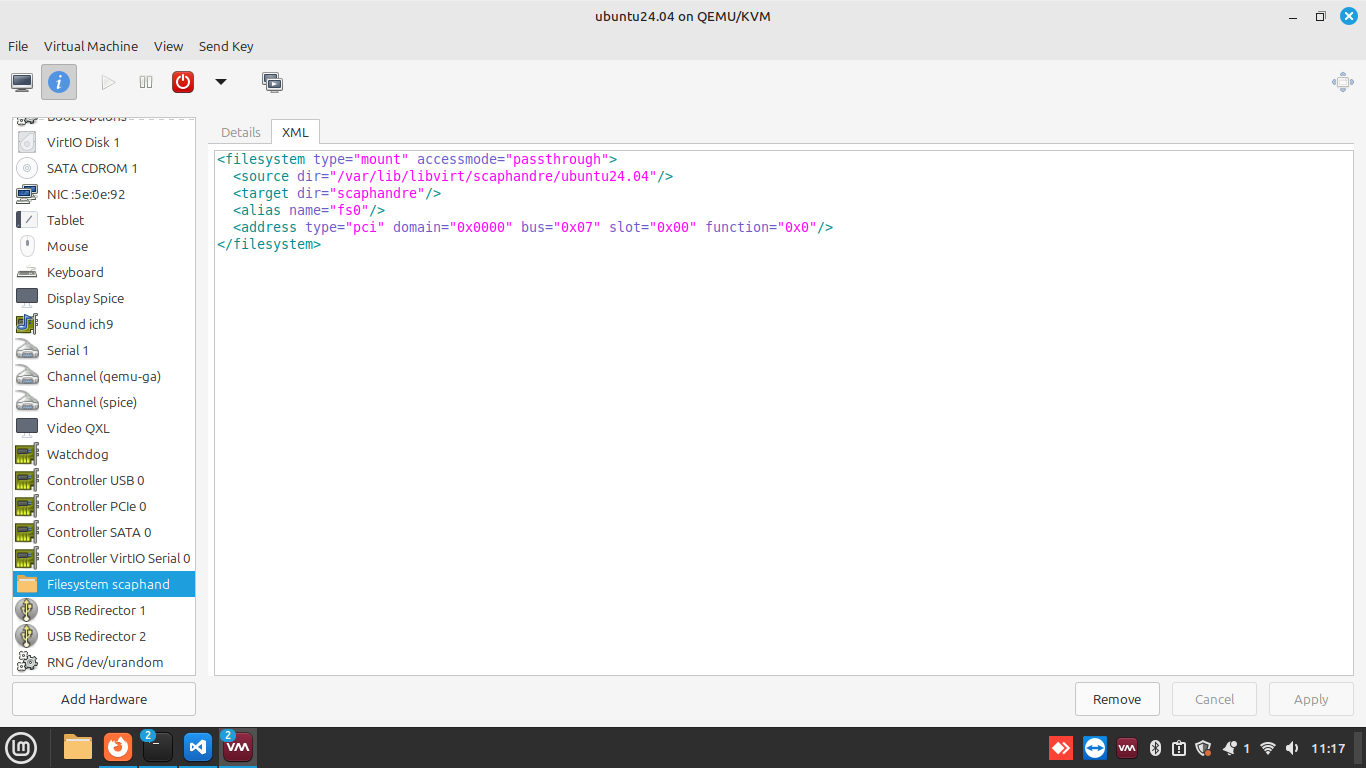 ubuntu24.04 on QEMU/KVM
File Virtual Machine View Send Key
Boot Options
VirtIO Disk 1
SATA CDROM 1
NIC :5e:0e:92
Tablet
Mouse
Keyboard
Display Spice
Sound ich9
Serial 1
Channel (qemu-ga)
Channel (spice)
Video QXL
Watchdog
Controller USB 0
Controller PCIe 0
Controller SATA 0
Controller VirtIO Serial 0
Filesystem scaphand
USB Redirector 1
USB Redirector 2
RNG /dev/urandom
Add Hardware
Details XML
<filesystem type="mount" accessmode="passthrough">
  <source dir="/var/lib/libvirt/scaphandre/ubuntu24.04"/>
  <target dir="scaphandre"/>
  <alias name="fs0"/>
  <address type="pci" domain="0x0000" bus="0x07" slot="0x00" function="0x0"/>
</filesystem>
Remove Cancel Apply
2 2 1 11:17